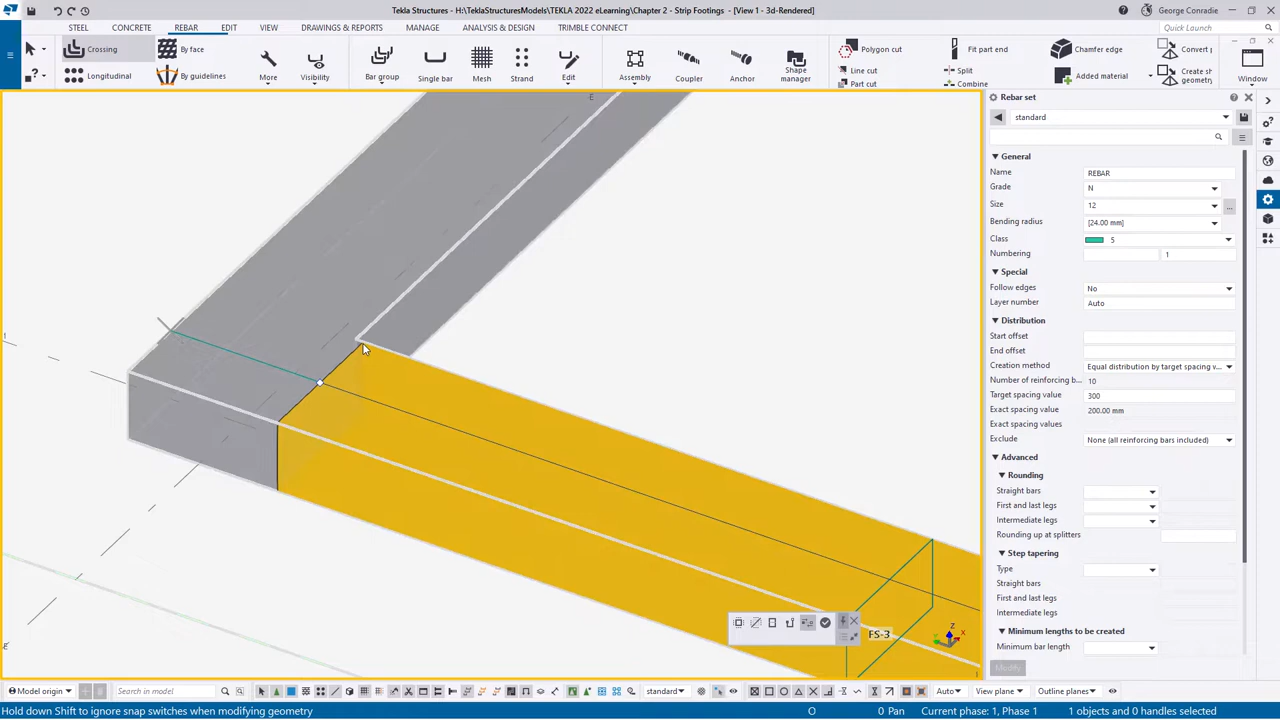 Tekla Structures - H:\TeklaStructuresModels\TEKLA 2022 eLearning\Chapter 2 - Strip Footings - [View 1 - 3d-Rendered]
George Conradie
STEEL CONCRETE REBAR EDIT VIEW DRAWINGS & REPORTS MANAGE ANALYSIS & DESIGN TRIMBLE CONNECT
Quick Launch
Crossing
Longitudinal
By face
By guidelines
More
Visibility
Bar group
Single bar
Mesh
Strand
Edit
Assembly
Coupler
Anchor
Shape manager
Polygon cut
Line cut
Part cut
Fit part end
Split
Combine
Chamfer edge
Added material
Convert
Create sh
geometry
Window
Rebar set
standard
General
Name REBAR
Grade N
Size 12 ...
Bending radius [24.00 mm]
Class 5
Numbering 1
Special
Follow edges No
Layer number Auto
Distribution
Start offset
End offset
Creation method Equal distribution by target spacing v...
Number of reinforcing b... 10
Target spacing value 300
Exact spacing value 200.00 mm
Exact spacing values
Exclude None (all reinforcing bars included)
Advanced
Rounding
Straight bars
First and last legs
Intermediate legs
Rounding up at splitters
Step tapering
Type
Straight bars
First and last legs
Intermediate legs
Minimum lengths to be created
Minimum bar length
Modify
FS-3
Z
Model origin
Search in model
standard
Auto
View plane
Outline planes
Hold down Shift to ignore snap switches when modifying geometry
O
0 Pan
Current phase: 1, Phase 1
1 objects and 0 handles selected